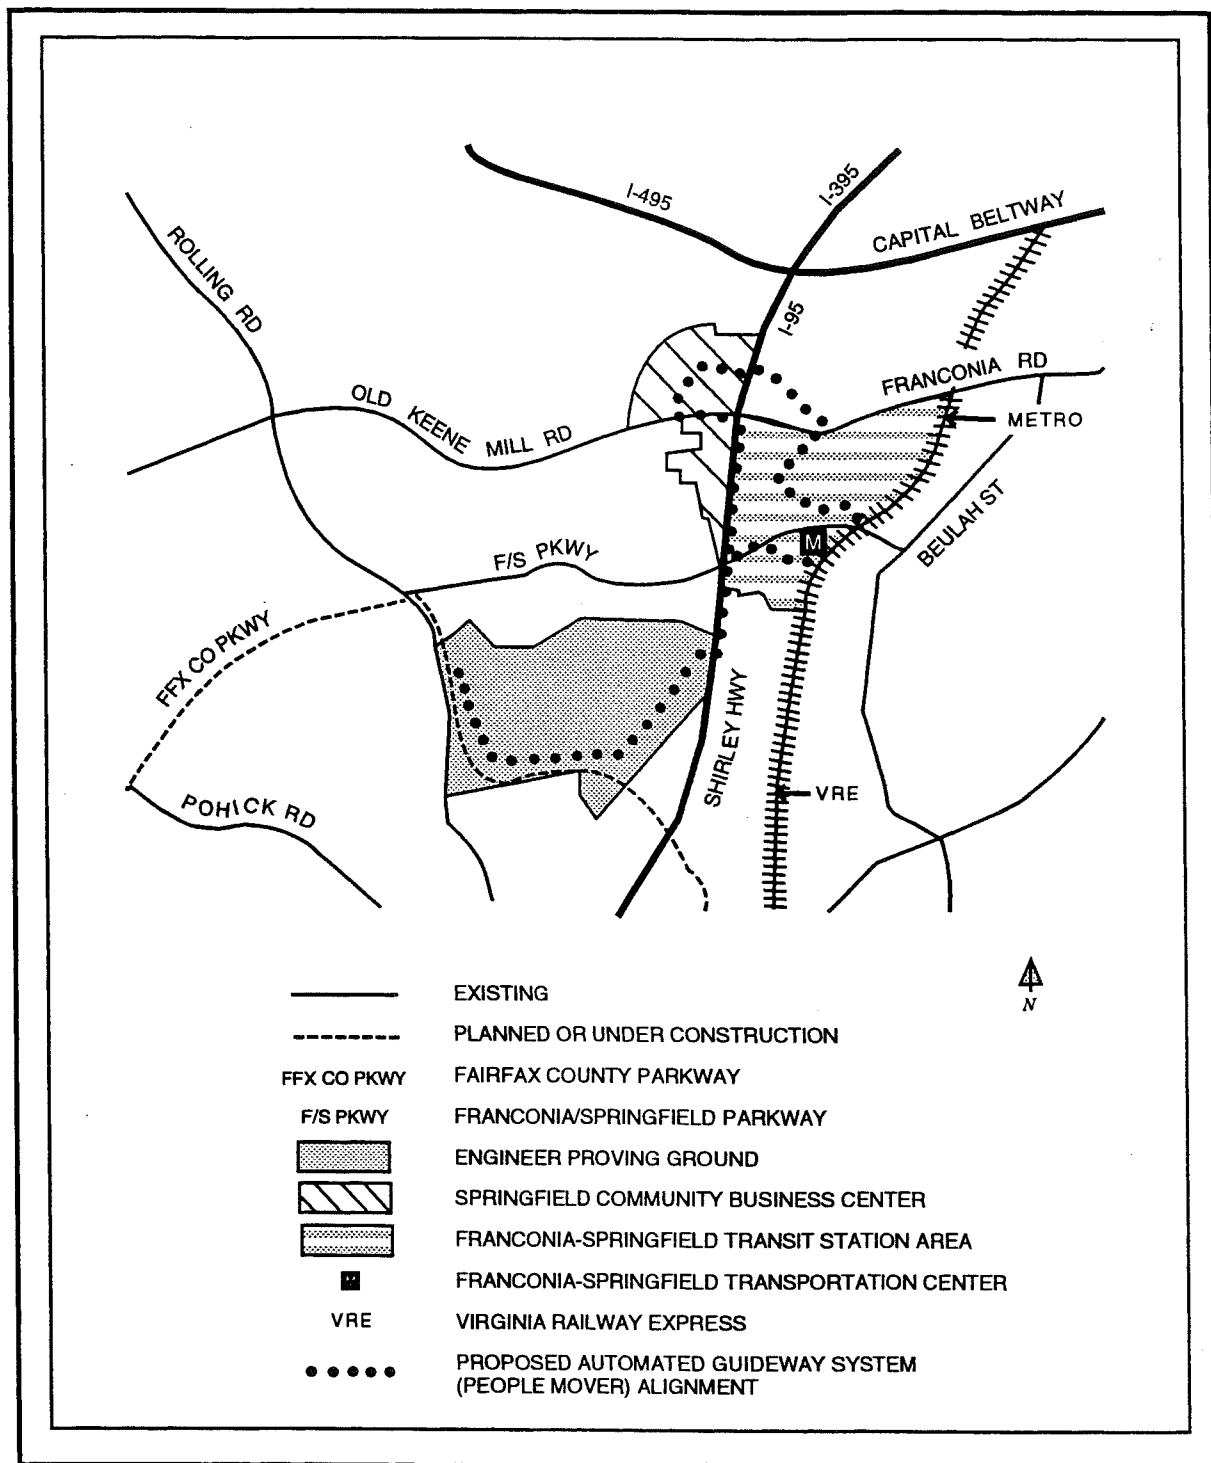 I-495
I-395
CAPITAL BELTWAY
ROLLING RD
I-95
FRANCONIA RD
OLD KEENE MILL RD
METRO
BEULAH ST
F/S PKWY
M
FFX CO PKWY
SHIRLEY HWY
VRE
POHICK RD
N
EXISTING
PLANNED OR UNDER CONSTRUCTION
FFX CO PKWY FAIRFAX COUNTY PARKWAY
F/S PKWY FRANCONIA/SPRINGFIELD PARKWAY
ENGINEER PROVING GROUND
SPRINGFIELD COMMUNITY BUSINESS CENTER
FRANCONIA-SPRINGFIELD TRANSIT STATION AREA
M FRANCONIA-SPRINGFIELD TRANSPORTATION CENTER
VRE VIRGINIA RAILWAY EXPRESS
PROPOSED AUTOMATED GUIDEWAY SYSTEM
(PEOPLE MOVER) ALIGNMENT